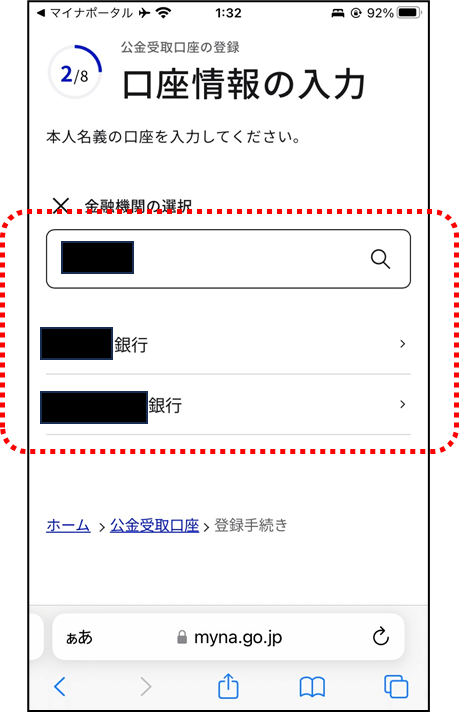 ◀ マイナポータル 1:32 92%
公金受取口座の登録
2/8
口座情報の入力
本人名義の口座を入力してください。
金融機関の選択
銀行
銀行
ホーム > 公金受取口座 > 登録手続き
ぁあ myna.go.jp